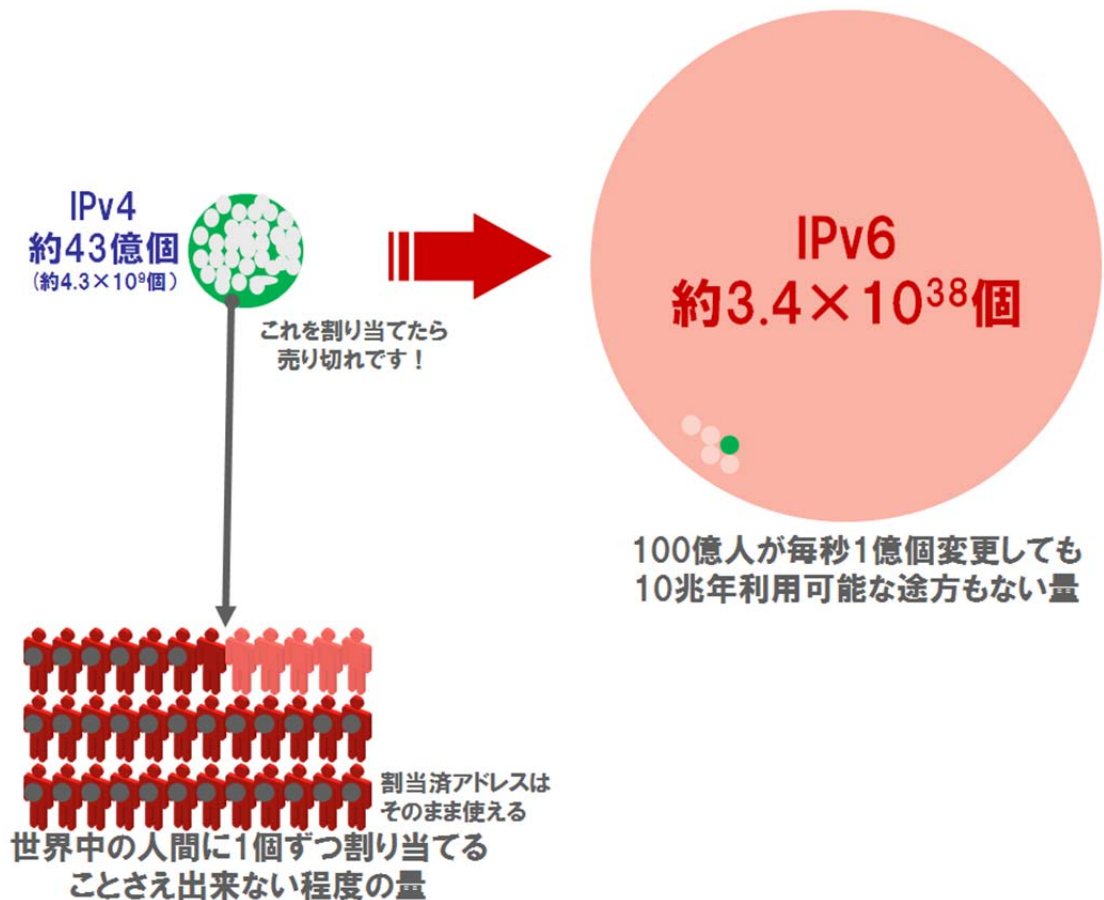 IPv4
約43億個
(約4.3×10⁹個)
これを割り当てたら
売り切れです！
IPv6
約3.4×10³⁸個
100億人が毎秒1億個変更しても
10兆年利用可能な途方もない量
割当済アドレスは
そのまま使える
世界中の人間に1個ずつ割り当てる
ことさえ出来ない程度の量